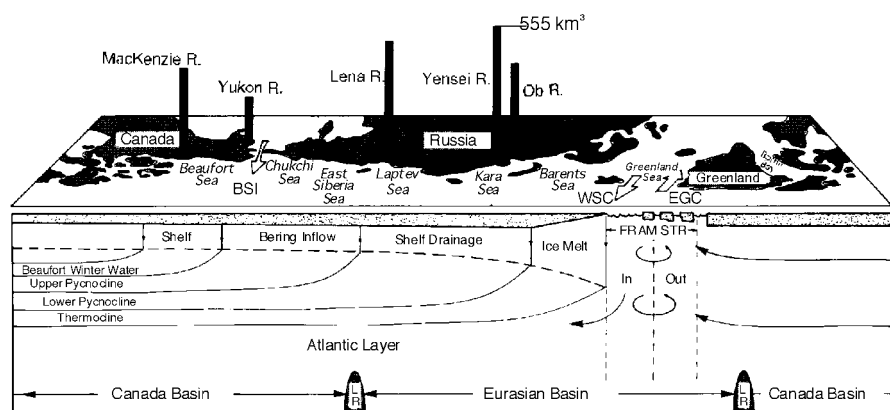 555 km³
MacKenzie R.
Yukon R.
Lena R.
Yensei R.
Ob R.
Canada
Russia
Greenland
Beaufort
Sea
BSI
Chukchi
Sea
East
Siberia
Sea
Laptev
Sea
Kara
Sea
Barents
Sea
WSC
Greenland
Sea
EGC
Baffin
Bay
Shelf
Bering Inflow
Shelf Drainage
Ice Melt
FRAM STR
In
Out
Beaufort Winter Water
Upper Pycnocline
Lower Pycnocline
Thermocline
Atlantic Layer
Canada Basin
L
R
Eurasian Basin
L
R
Canada Basin